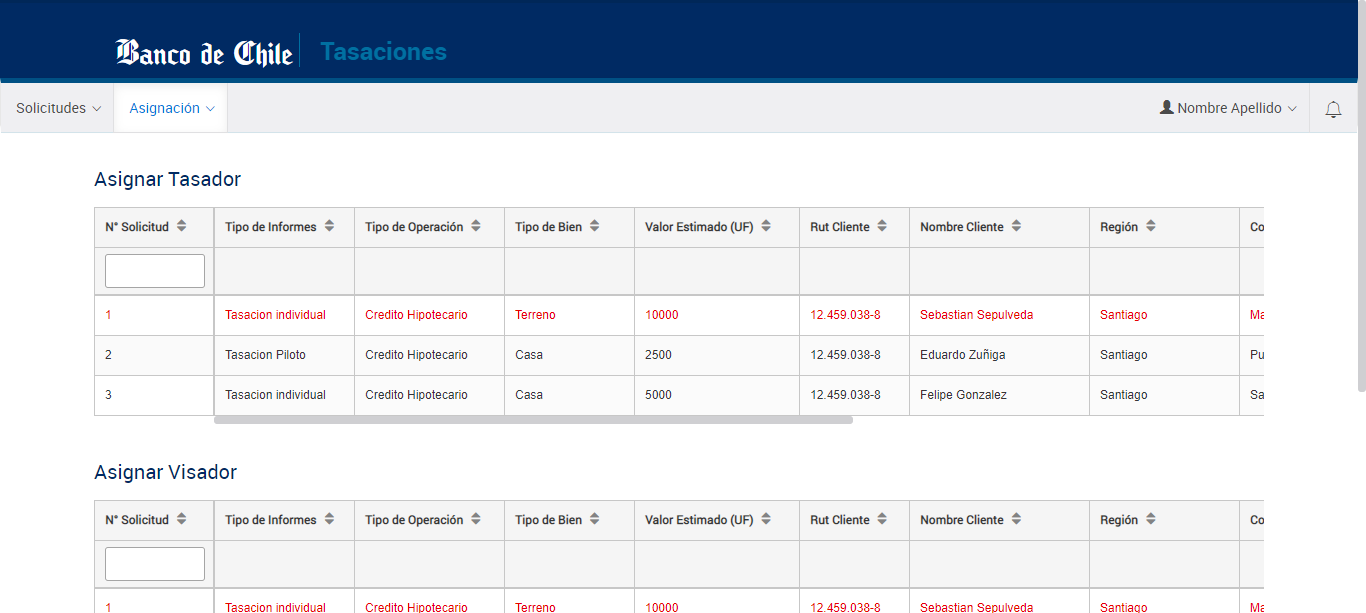 Banco de Chile Tasaciones
Solicitudes Asignación Nombre Apellido
Asignar Tasador
N° Solicitud Tipo de Informes Tipo de Operación Tipo de Bien Valor Estimado (UF) Rut Cliente Nombre Cliente Región Co
1 Tasacion individual Credito Hipotecario Terreno 10000 12.459.038-8 Sebastian Sepulveda Santiago Ma
2 Tasacion Piloto Credito Hipotecario Casa 2500 12.459.038-8 Eduardo Zuñiga Santiago Pu
3 Tasacion individual Credito Hipotecario Casa 5000 12.459.038-8 Felipe Gonzalez Santiago Sa
Asignar Visador
N° Solicitud Tipo de Informes Tipo de Operación Tipo de Bien Valor Estimado (UF) Rut Cliente Nombre Cliente Región Co
1 Tasacion individual Credito Hipotecario Terreno 10000 12.459.038-8 Sebastian Sepulveda Santiago Ma